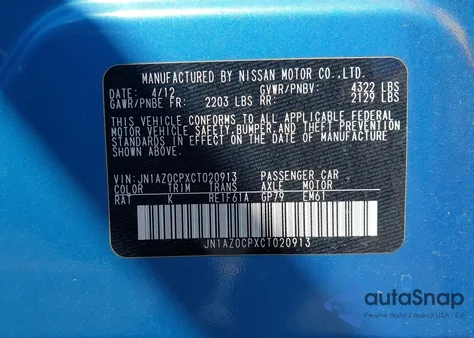 MANUFACTURED BY NISSAN MOTOR CO.,LTD.
DATE: 4/12 GVWR/PNBV: 4322 LBS
GAWR/PNBE FR: 2203 LBS RR: 2129 LBS
THIS VEHICLE CONFORMS TO ALL APPLICABLE FEDERAL
MOTOR VEHICLE SAFETY,BUMPER,AND THEFT PREVENTION
STANDARDS IN EFFECT ON THE DATE OF MANUFACTURE
SHOWN ABOVE.
VIN:JN1AZ0CPXCT020913 PASSENGER CAR
COLOR TRIM TRANS AXLE MOTOR
RAT K RE1F61A GP79 EM61
JN1AZ0CPXCT020913
autoSnap